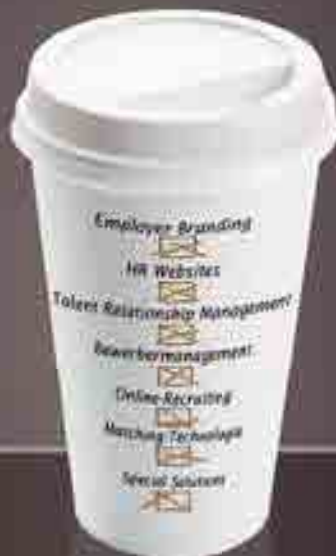 Employer Branding
HR Websites
Talent Relationship Management
Bewerbermanagement
Online-Recruiting
Matching Technologie
Special Solutions